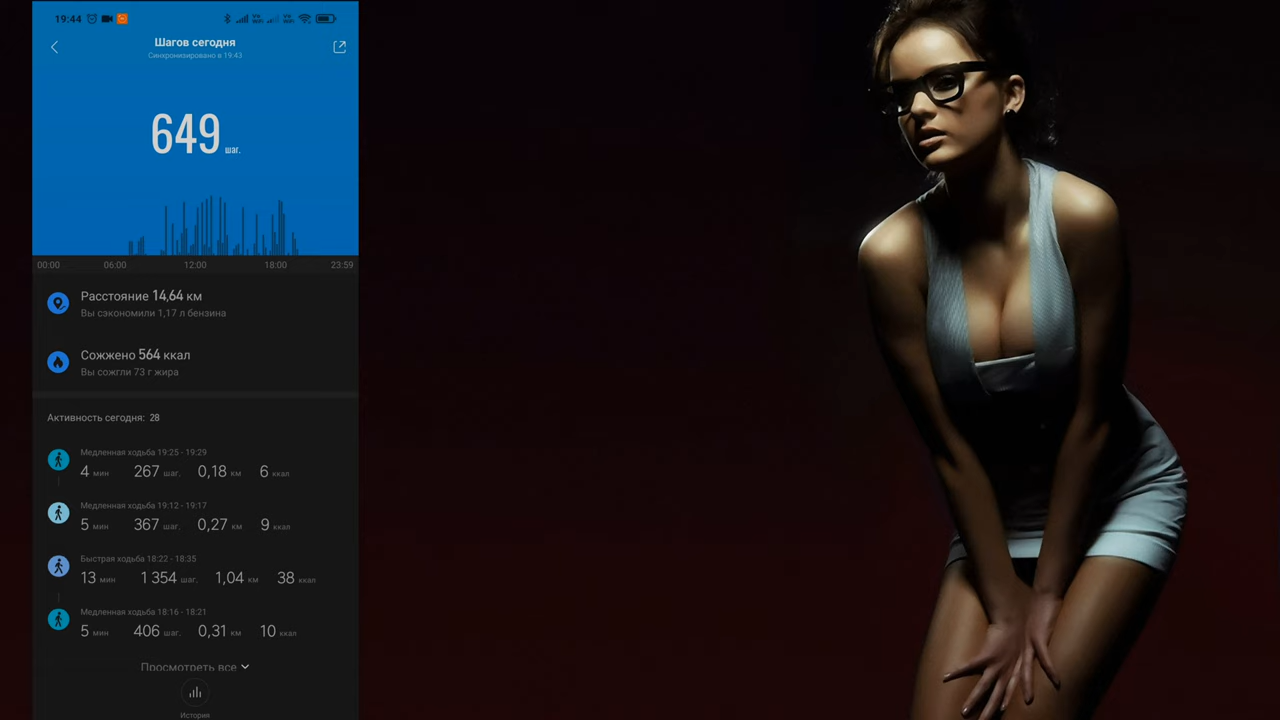 19:44
Vo WiFi Vo WiFi
Шагов сегодня
Синхронизировано в 19:43
649 шаг.
00:00 06:00 12:00 18:00 23:59
Расстояние 14,64 км
Вы сэкономили 1,17 л бензина
Сожжено 564 ккал
Вы сожгли 73 г жира
Активность сегодня: 28
Медленная ходьба 19:25 - 19:29
4 мин 267 шаг. 0,18 км 6 ккал
Медленная ходьба 19:12 - 19:17
5 мин 367 шаг. 0,27 км 9 ккал
Быстрая ходьба 18:22 - 18:35
13 мин 1 354 шаг. 1,04 км 38 ккал
Медленная ходьба 18:16 - 18:21
5 мин 406 шаг. 0,31 км 10 ккал
Просмотреть все
История